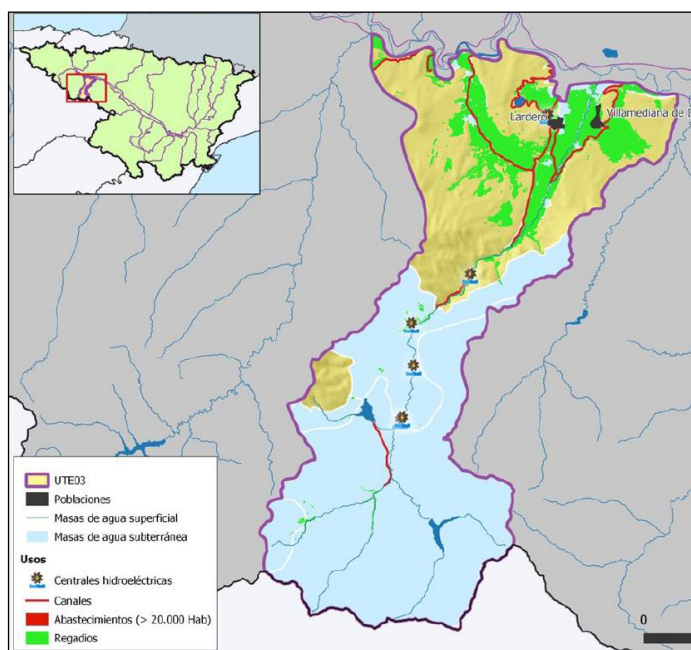 Lardero
Villamediana de I
UTE03
Poblaciones
Masas de agua superficial
Masas de agua subterránea
Usos
Centrales hidroeléctricas
Canales
Abastecimientos (> 20.000 Hab)
Regadíos
0